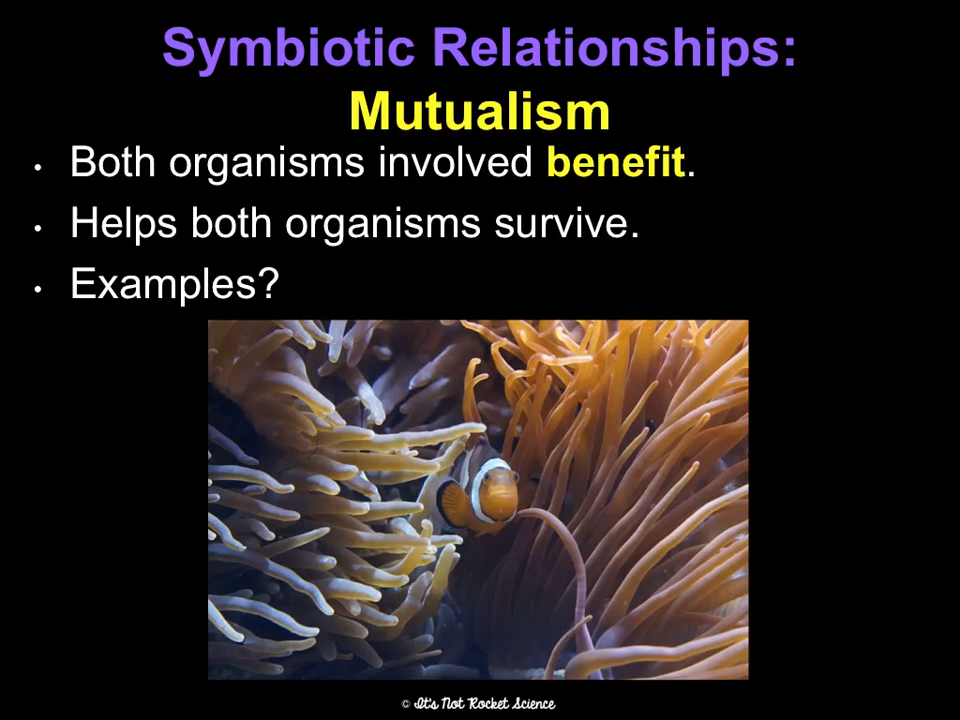 Symbiotic Relationships:
Mutualism
• Both organisms involved benefit.
• Helps both organisms survive.
• Examples?
© It's Not Rocket Science